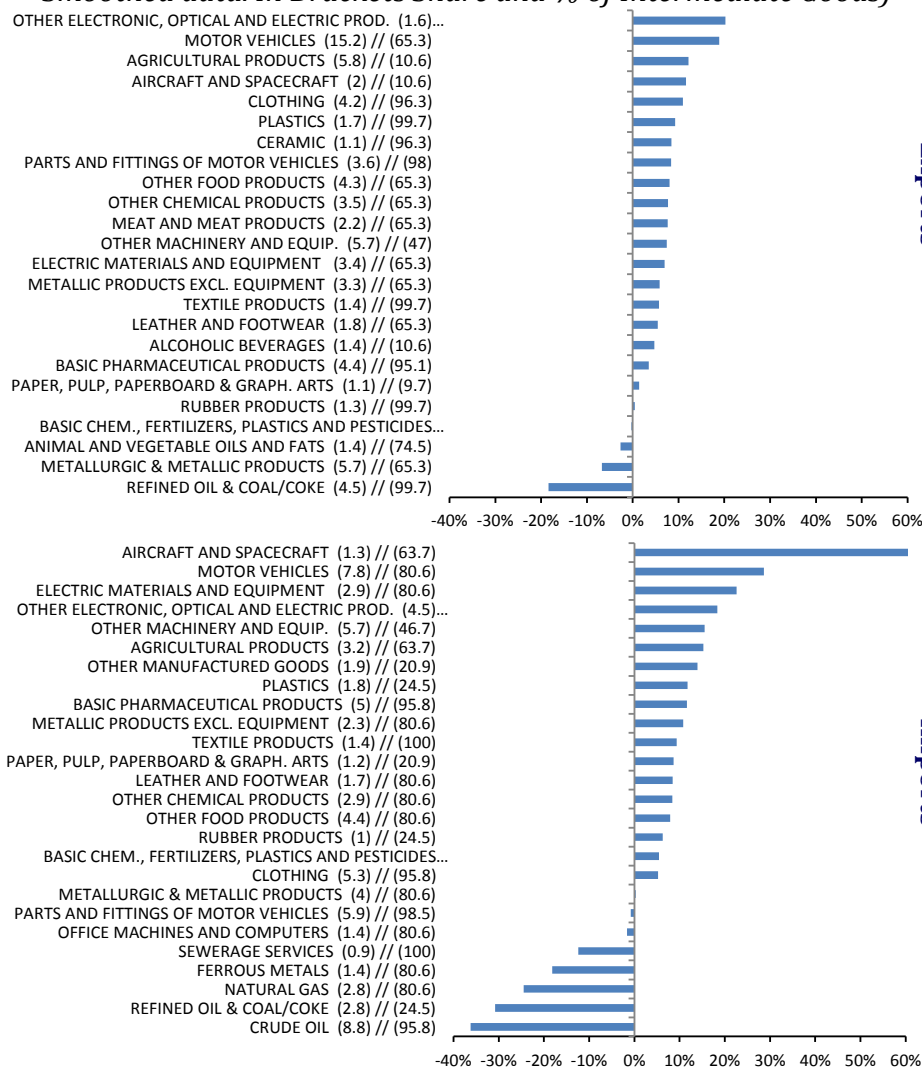 OTHER ELECTRONIC, OPTICAL AND ELECTRIC PROD. (1.6)...
MOTOR VEHICLES (15.2) // (65.3)
AGRICULTURAL PRODUCTS (5.8) // (10.6)
AIRCRAFT AND SPACECRAFT (2) // (10.6)
CLOTHING (4.2) // (96.3)
PLASTICS (1.7) // (99.7)
CERAMIC (1.1) // (96.3)
PARTS AND FITTINGS OF MOTOR VEHICLES (3.6) // (98)
OTHER FOOD PRODUCTS (4.3) // (65.3)
OTHER CHEMICAL PRODUCTS (3.5) // (65.3)
MEAT AND MEAT PRODUCTS (2.2) // (65.3)
OTHER MACHINERY AND EQUIP. (5.7) // (47)
ELECTRIC MATERIALS AND EQUIPMENT (3.4) // (65.3)
METALLIC PRODUCTS EXCL. EQUIPMENT (3.3) // (65.3)
TEXTILE PRODUCTS (1.4) // (99.7)
LEATHER AND FOOTWEAR (1.8) // (65.3)
ALCOHOLIC BEVERAGES (1.4) // (10.6)
BASIC PHARMACEUTICAL PRODUCTS (4.4) // (95.1)
PAPER, PULP, PAPERBOARD & GRAPH. ARTS (1.1) // (9.7)
RUBBER PRODUCTS (1.3) // (99.7)
BASIC CHEM., FERTILIZERS, PLASTICS AND PESTICIDES...
ANIMAL AND VEGETABLE OILS AND FATS (1.4) // (74.5)
METALLURGIC & METALLIC PRODUCTS (5.7) // (65.3)
REFINED OIL & COAL/COKE (4.5) // (99.7)
-40% -30% -20% -10% 0% 10% 20% 30% 40% 50% 60%
AIRCRAFT AND SPACECRAFT (1.3) // (63.7)
MOTOR VEHICLES (7.8) // (80.6)
ELECTRIC MATERIALS AND EQUIPMENT (2.9) // (80.6)
OTHER ELECTRONIC, OPTICAL AND ELECTRIC PROD. (4.5)...
OTHER MACHINERY AND EQUIP. (5.7) // (46.7)
AGRICULTURAL PRODUCTS (3.2) // (63.7)
OTHER MANUFACTURED GOODS (1.9) // (20.9)
PLASTICS (1.8) // (24.5)
BASIC PHARMACEUTICAL PRODUCTS (5) // (95.8)
METALLIC PRODUCTS EXCL. EQUIPMENT (2.3) // (80.6)
TEXTILE PRODUCTS (1.4) // (100)
PAPER, PULP, PAPERBOARD & GRAPH. ARTS (1.2) // (20.9)
LEATHER AND FOOTWEAR (1.7) // (80.6)
OTHER CHEMICAL PRODUCTS (2.9) // (80.6)
OTHER FOOD PRODUCTS (4.4) // (80.6)
RUBBER PRODUCTS (1) // (24.5)
BASIC CHEM., FERTILIZERS, PLASTICS AND PESTICIDES...
CLOTHING (5.3) // (95.8)
METALLURGIC & METALLIC PRODUCTS (4) // (80.6)
PARTS AND FITTINGS OF MOTOR VEHICLES (5.9) // (98.5)
OFFICE MACHINES AND COMPUTERS (1.4) // (80.6)
SEWERAGE SERVICES (0.9) // (100)
FERROUS METALS (1.4) // (80.6)
NATURAL GAS (2.8) // (80.6)
REFINED OIL & COAL/COKE (2.8) // (24.5)
CRUDE OIL (8.8) // (95.8)
-40% -30% -20% -10% 0% 10% 20% 30% 40% 50% 60%